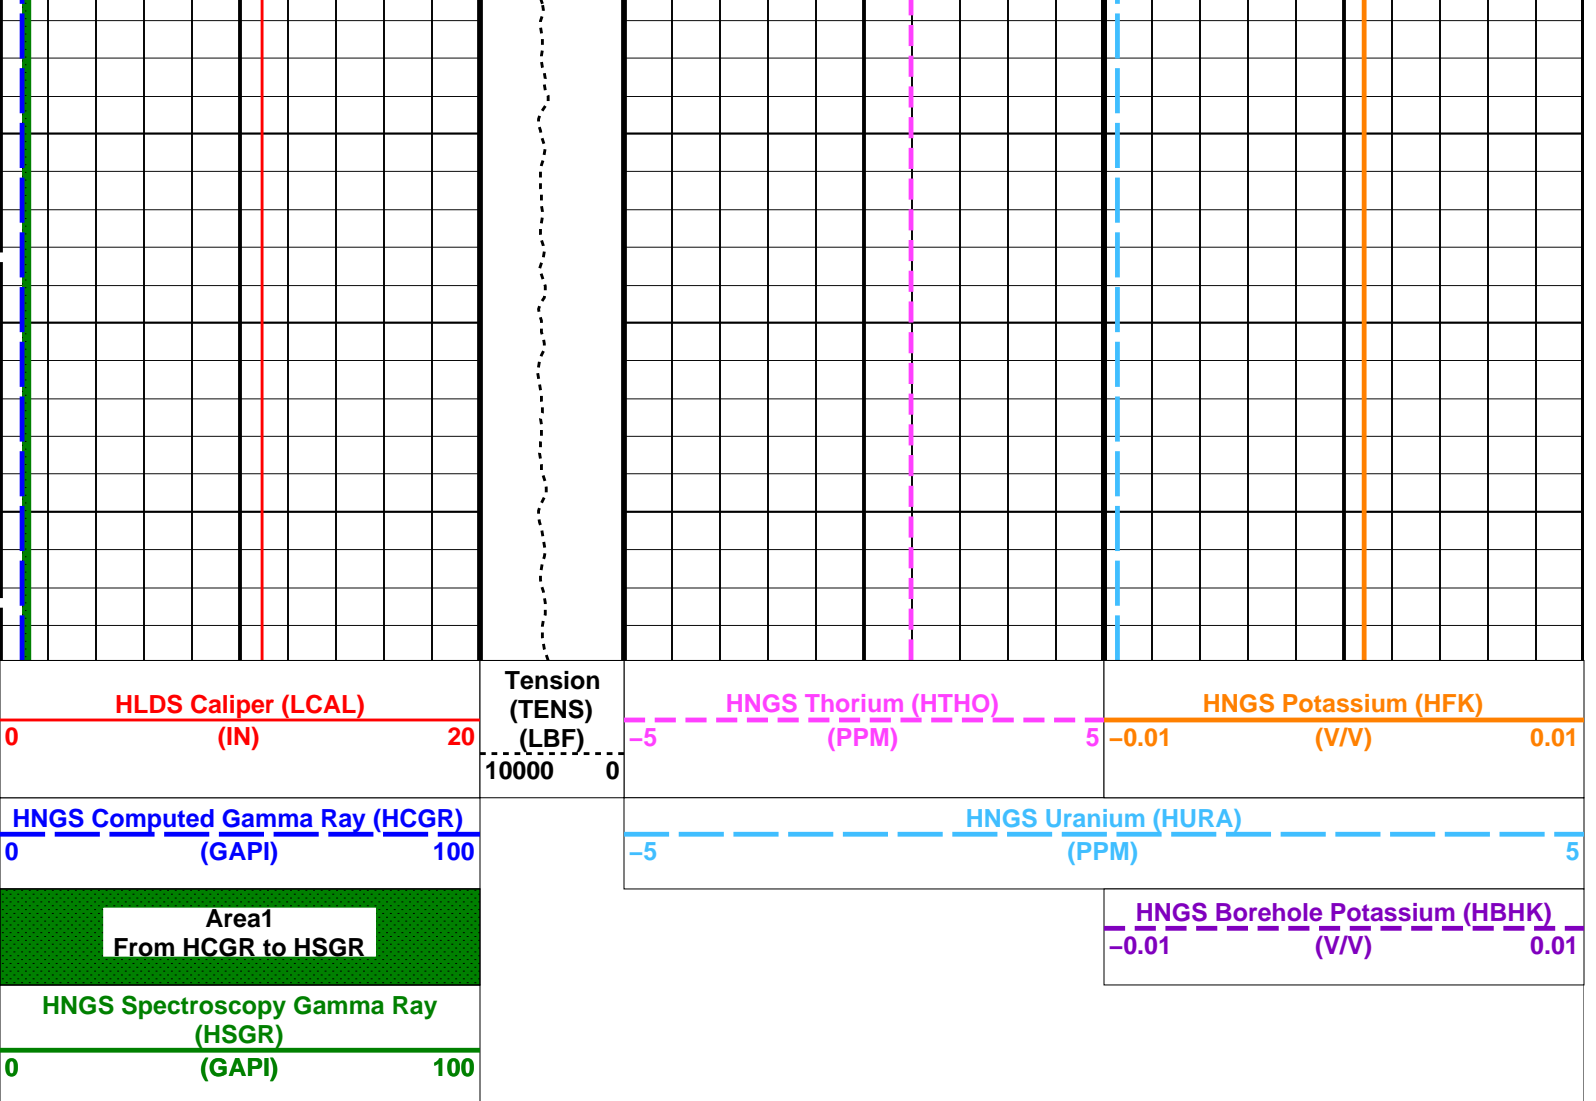 HLDS Caliper (LCAL)
0 (IN) 20
Tension
(TENS)
(LBF)
10000 0
HNGS Thorium (HTHO)
−5 (PPM) 5
HNGS Potassium (HFK)
−0.01 (V/V) 0.01
HNGS Computed Gamma Ray (HCGR)
0 (GAPI) 100
HNGS Uranium (HURA)
−5 (PPM) 5
Area1
From HCGR to HSGR
HNGS Borehole Potassium (HBHK)
−0.01 (V/V) 0.01
HNGS Spectroscopy Gamma Ray
(HSGR)
0 (GAPI) 100